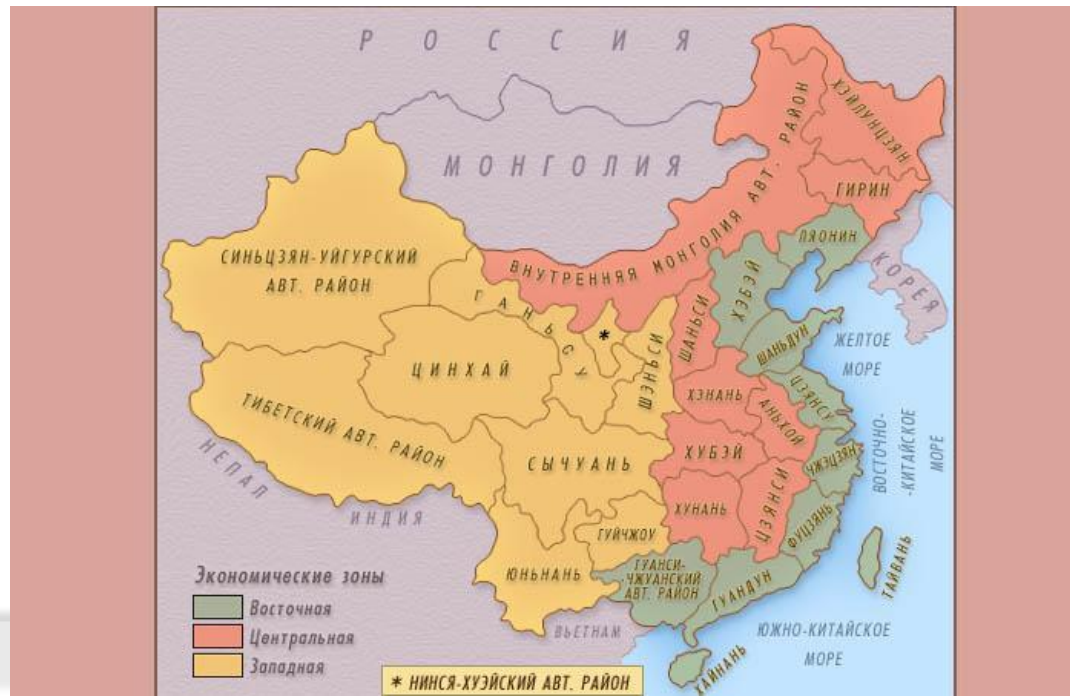 РОССИЯ
МОНГОЛИЯ
ХЭЙЛУНЦЗЯН
ГИРИН
ВНУТРЕННЯЯ МОНГОЛИЯ АВТ. РАЙОН
ЛЯОНИН
КОРЕЯ
СИНЬЦЗЯН-УЙГУРСКИЙ
АВТ. РАЙОН
ГАНЬСУ
*
ШЭНЬСИ
ШАНЬСИ
ХЭБЭЙ
ШАНЬДУН
ЖЕЛТОЕ
МОРЕ
ЦИНХАЙ
ХЭНАНЬ
АНЬХОЙ
ЦЗЯНСУ
ТИБЕТСКИЙ АВТ. РАЙОН
СЫЧУАНЬ
ХУБЭЙ
ЧЖЭЦЗЯН
ВОСТОЧНО-
-КИТАЙСКОЕ
МОРЕ
НЕПАЛ
ИНДИЯ
ХУНАНЬ
ЦЗЯНСИ
ФУЦЗЯНЬ
ГУЙЧЖОУ
ЮНЬНАНЬ
ГУАНСИ-
ЧЖУАНСКИЙ
АВТ. РАЙОН
ГУАНДУН
ТАЙВАНЬ
ВЬЕТНАМ
ЮЖНО-КИТАЙСКОЕ
МОРЕ
ХАЙНАНЬ
Экономические зоны
Восточная
Центральная
Западная
* НИНСЯ-ХУЭЙСКИЙ АВТ. РАЙОН